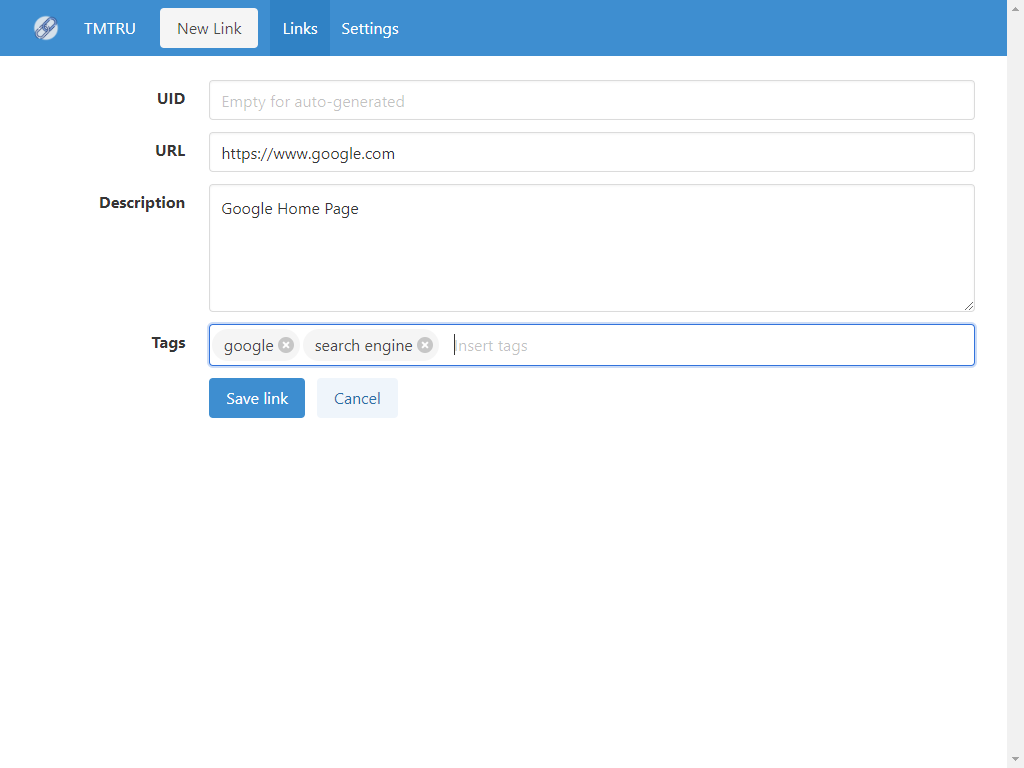 TMTRU New Link Links Settings
UID Empty for auto-generated
URL https://www.google.com
Description Google Home Page
Tags google search engine Insert tags
Save link Cancel